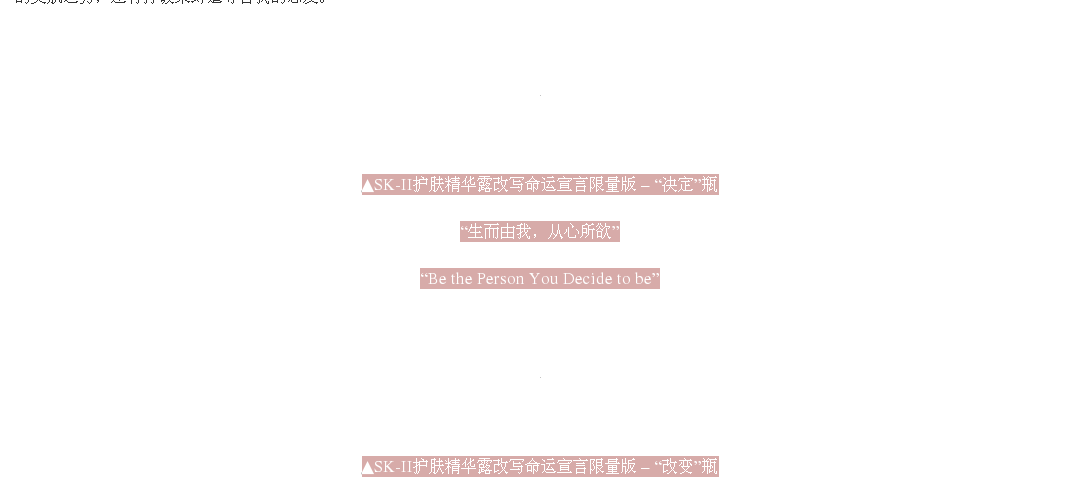 ▲SK-II护肤精华露改写命运宣言限量版 – “决定”瓶
“生而由我，从心所欲”
“Be the Person You Decide to be”
▲SK-II护肤精华露改写命运宣言限量版 – “改变”瓶